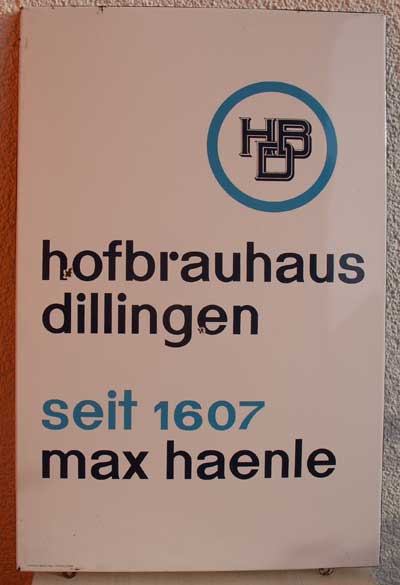 HBD
hofbrauhaus
dillingen
seit 1607
max haenle